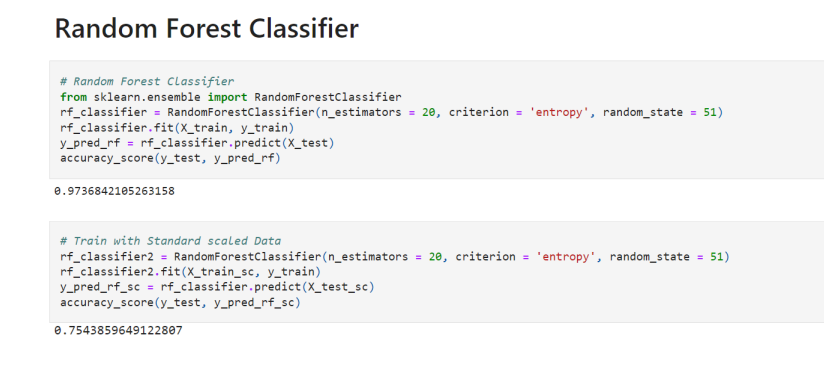 Random Forest Classifier
# Random Forest Classifier
from sklearn.ensemble import RandomForestClassifier
rf_classifier = RandomForestClassifier(n_estimators = 20, criterion = 'entropy', random_state = 51)
rf_classifier.fit(X_train, y_train)
y_pred_rf = rf_classifier.predict(X_test)
accuracy_score(y_test, y_pred_rf)
0.9736842105263158
# Train with Standard scaled Data
rf_classifier2 = RandomForestClassifier(n_estimators = 20, criterion = 'entropy', random_state = 51)
rf_classifier2.fit(X_train_sc, y_train)
y_pred_rf_sc = rf_classifier.predict(X_test_sc)
accuracy_score(y_test, y_pred_rf_sc)
0.7543859649122807